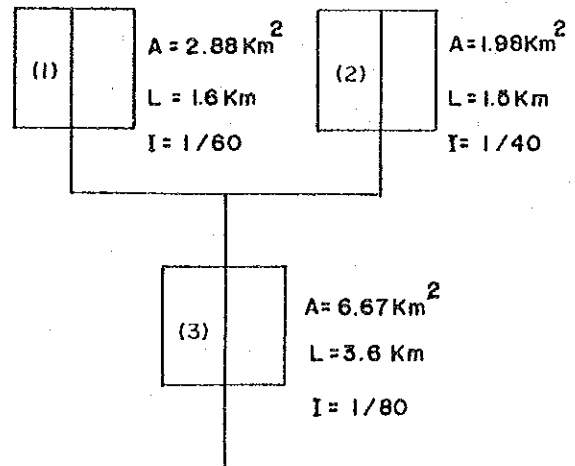 (1)
A = 2.88 Km²
L = 1.6 Km
I = 1/60
(2)
A = 1.98 Km²
L = 1.5 Km
I = 1/40
(3)
A = 6.67 Km²
L = 3.6 Km
I = 1/80